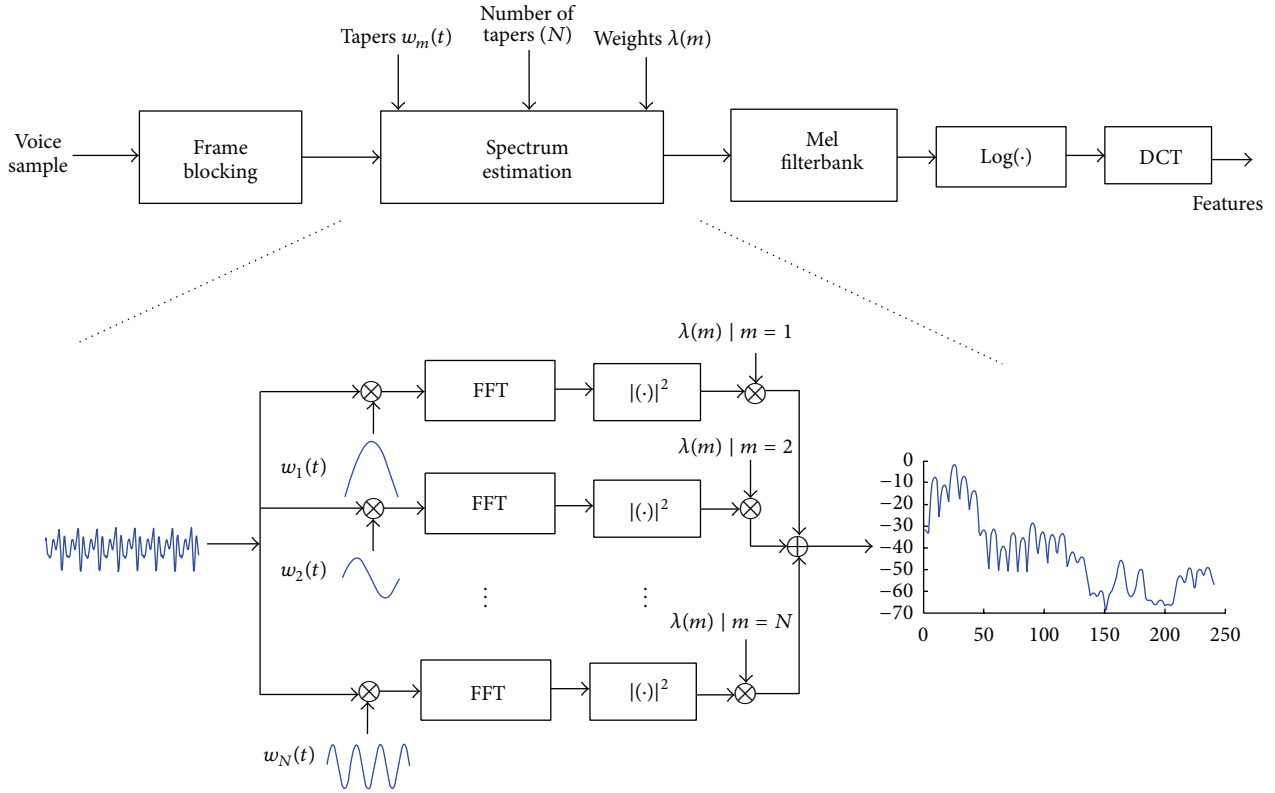 Number of
tapers (N)
Tapers w_m(t)
Weights λ(m)
Voice
sample
Frame
blocking
Spectrum
estimation
Mel
filterbank
Log(·)
DCT
Features
λ(m) | m = 1
FFT
|(·)|²
w₁(t)
λ(m) | m = 2
FFT
|(·)|²
w₂(t)
⋮
⋮
λ(m) | m = N
FFT
|(·)|²
w_N(t)
0
−10
−20
−30
−40
−50
−60
−70
0 50 100 150 200 250